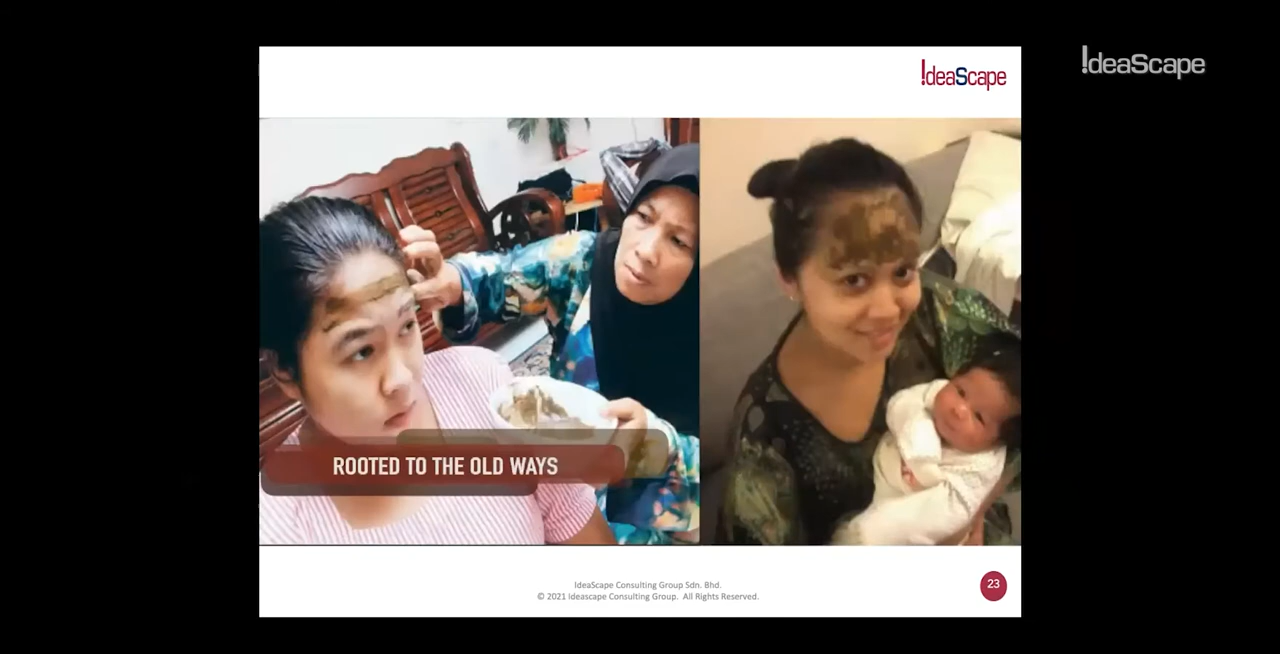 IdeaScape
IdeaScape
ROOTED TO THE OLD WAYS
IdeaScape Consulting Group Sdn. Bhd.
© 2021 Ideascape Consulting Group. All Rights Reserved.
23